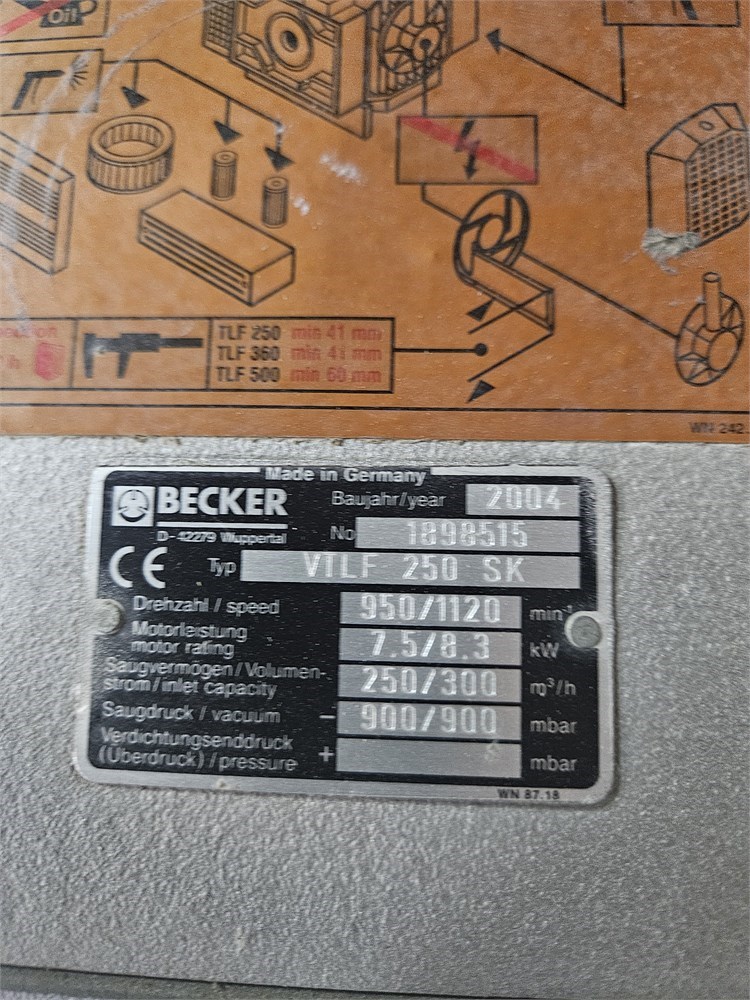 Oil
TLF 250 min 41 mm
TLF 360 min 41 mm
h TLF 500 min 60 mm
WN 242.
Made in Germany
BECKER
D-42279 Wuppertal
Baujahr/year 2004
No 1898515
CE Typ VTLF 250 SK
Drehzahl / speed 950/1120 min-1
Motorleistung
motor rating 7.5/8.3 kW
Saugvermögen/Volumen-
strom/inlet capacity 250/300 m³/h
Saugdruck / vacuum − 900/900 mbar
Verdichtungsenddruck
(Überdruck) / pressure + mbar
WN 87.18